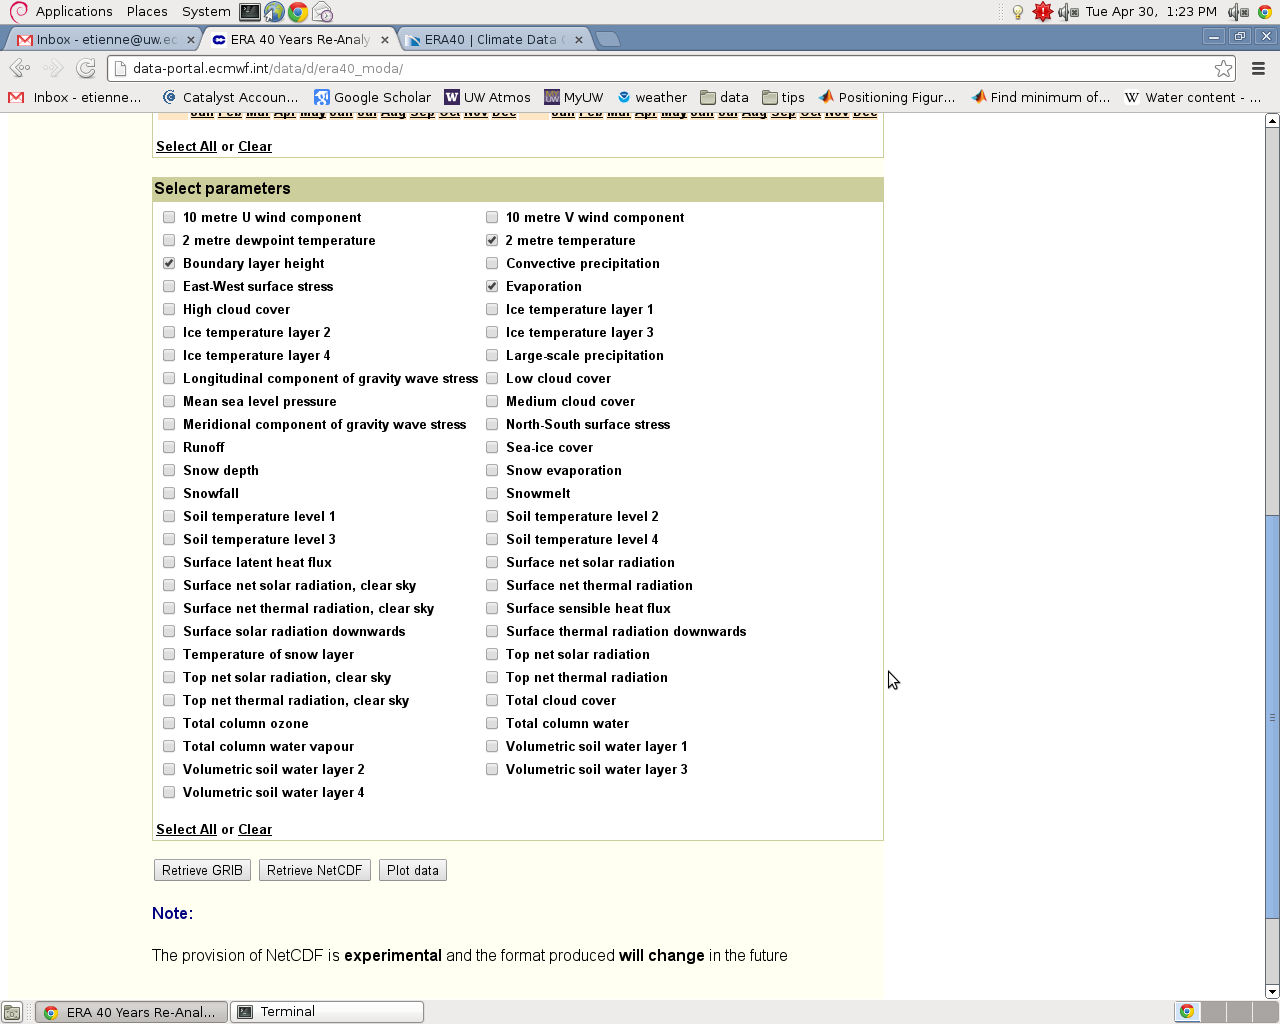 Applications Places System Tue Apr 30, 1:23 PM
Inbox - etienne@uw.ec ERA 40 Years Re-Analy ERA40 | Climate Data
data-portal.ecmwf.int/data/d/era40_moda/
Inbox - etienne... Catalyst Accoun... Google Scholar UW Atmos MyUW weather data tips Positioning Figur... Find minimum of... Water content - ...
Jan Feb Mar Apr May Jun Jul Aug Sep Oct Nov Dec Jan Feb Mar Apr May Jun Jul Aug Sep Oct Nov Dec
Select All or Clear
Select parameters
10 metre U wind component 10 metre V wind component
2 metre dewpoint temperature 2 metre temperature
Boundary layer height Convective precipitation
East-West surface stress Evaporation
High cloud cover Ice temperature layer 1
Ice temperature layer 2 Ice temperature layer 3
Ice temperature layer 4 Large-scale precipitation
Longitudinal component of gravity wave stress Low cloud cover
Mean sea level pressure Medium cloud cover
Meridional component of gravity wave stress North-South surface stress
Runoff Sea-ice cover
Snow depth Snow evaporation
Snowfall Snowmelt
Soil temperature level 1 Soil temperature level 2
Soil temperature level 3 Soil temperature level 4
Surface latent heat flux Surface net solar radiation
Surface net solar radiation, clear sky Surface net thermal radiation
Surface net thermal radiation, clear sky Surface sensible heat flux
Surface solar radiation downwards Surface thermal radiation downwards
Temperature of snow layer Top net solar radiation
Top net solar radiation, clear sky Top net thermal radiation
Top net thermal radiation, clear sky Total cloud cover
Total column ozone Total column water
Total column water vapour Volumetric soil water layer 1
Volumetric soil water layer 2 Volumetric soil water layer 3
Volumetric soil water layer 4
Select All or Clear
Retrieve GRIB Retrieve NetCDF Plot data
Note:
The provision of NetCDF is experimental and the format produced will change in the future
ERA 40 Years Re-Anal... Terminal